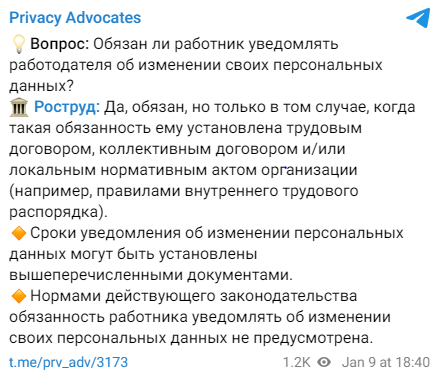 Privacy Advocates
💡Вопрос: Обязан ли работник уведомлять
работодателя об изменении своих персональных
данных?
🏛 Роструд: Да, обязан, но только в том случае, когда
такая обязанность ему установлена трудовым
договором, коллективным договором и/или
локальным нормативным актом организации
(например, правилами внутреннего трудового
распорядка).
🔸Сроки уведомления об изменении персональных
данных могут быть установлены
вышеперечисленными документами.
🔸Нормами действующего законодательства
обязанность работника уведомлять об изменении
своих персональных данных не предусмотрена.
t.me/prv_adv/3173 1.2K Jan 9 at 18:40